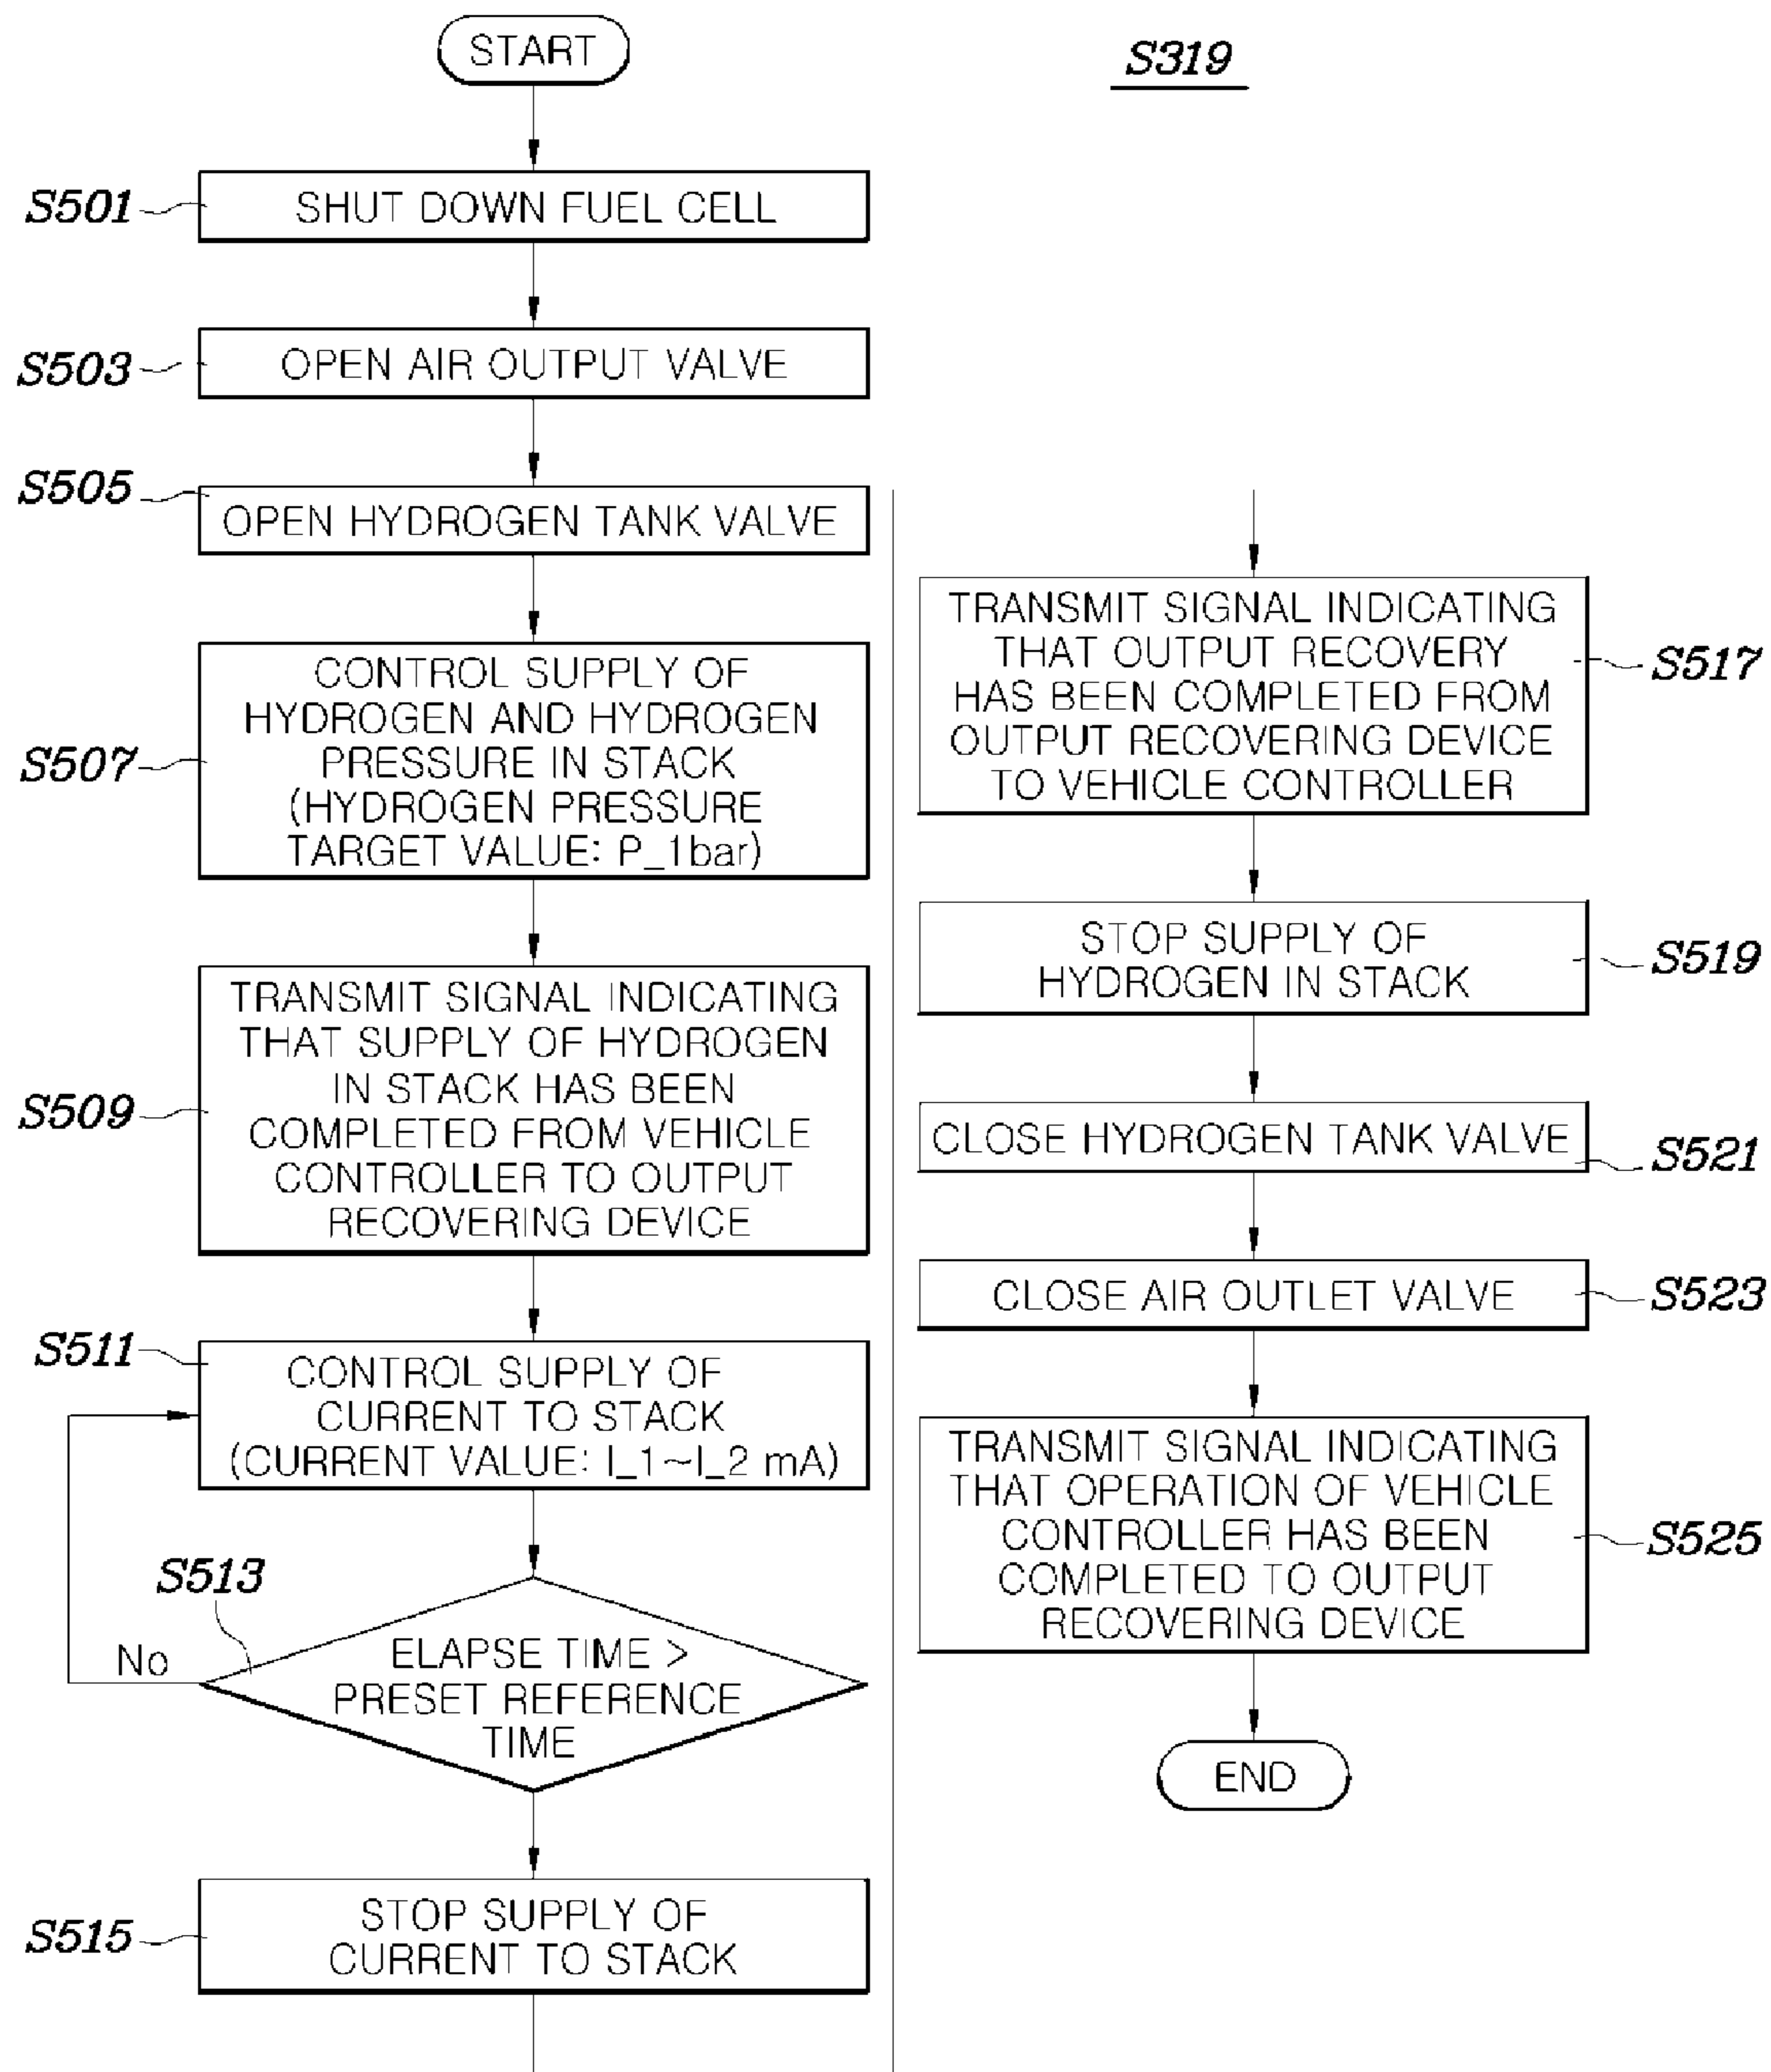 START
S319
S501
SHUT DOWN FUEL CELL
S503
OPEN AIR OUTPUT VALVE
S505
OPEN HYDROGEN TANK VALVE
S507
CONTROL SUPPLY OF
HYDROGEN AND HYDROGEN
PRESSURE IN STACK
(HYDROGEN PRESSURE
TARGET VALUE: P_1bar)
S509
TRANSMIT SIGNAL INDICATING
THAT SUPPLY OF HYDROGEN
IN STACK HAS BEEN
COMPLETED FROM VEHICLE
CONTROLLER TO OUTPUT
RECOVERING DEVICE
S511
CONTROL SUPPLY OF
CURRENT TO STACK
(CURRENT VALUE: I_1~I_2 mA)
S513
No
ELAPSE TIME >
PRESET REFERENCE
TIME
S515
STOP SUPPLY OF
CURRENT TO STACK
TRANSMIT SIGNAL INDICATING
THAT OUTPUT RECOVERY
HAS BEEN COMPLETED FROM
OUTPUT RECOVERING DEVICE
TO VEHICLE CONTROLLER
S517
STOP SUPPLY OF
HYDROGEN IN STACK
S519
CLOSE HYDROGEN TANK VALVE
S521
CLOSE AIR OUTLET VALVE
S523
TRANSMIT SIGNAL INDICATING
THAT OPERATION OF VEHICLE
CONTROLLER HAS BEEN
COMPLETED TO OUTPUT
RECOVERING DEVICE
S525
END